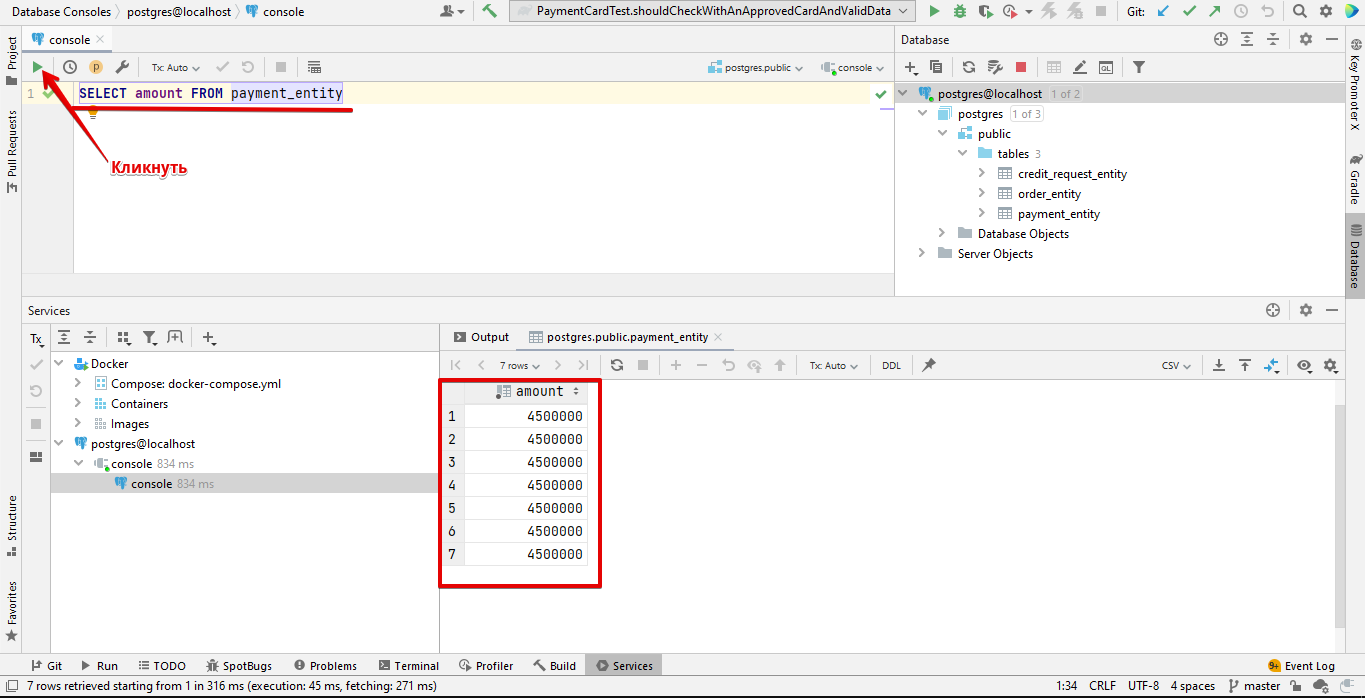 Database Consoles postgres@localhost console PaymentCardTest.shouldCheckWithAnApprovedCardAndValidData Git:
Project
Pull Requests
Structure
Favorites
console
Tx: Auto postgres.public console
1 SELECT amount FROM payment_entity
Кликнуть
Database
postgres@localhost 1 of 2
postgres 1 of 3
public
tables 3
credit_request_entity
order_entity
payment_entity
Database Objects
Server Objects
Key Promoter X
Gradle
Database
Services
Tx
Docker
Compose: docker-compose.yml
Containers
Images
postgres@localhost
console 834 ms
console 834 ms
Output postgres.public.payment_entity
7 rows Tx: Auto DDL CSV
amount
1 4500000
2 4500000
3 4500000
4 4500000
5 4500000
6 4500000
7 4500000
Git Run TODO SpotBugs Problems Terminal Profiler Build Services 9+ Event Log
7 rows retrieved starting from 1 in 316 ms (execution: 45 ms, fetching: 271 ms) 1:34 CRLF UTF-8 4 spaces master